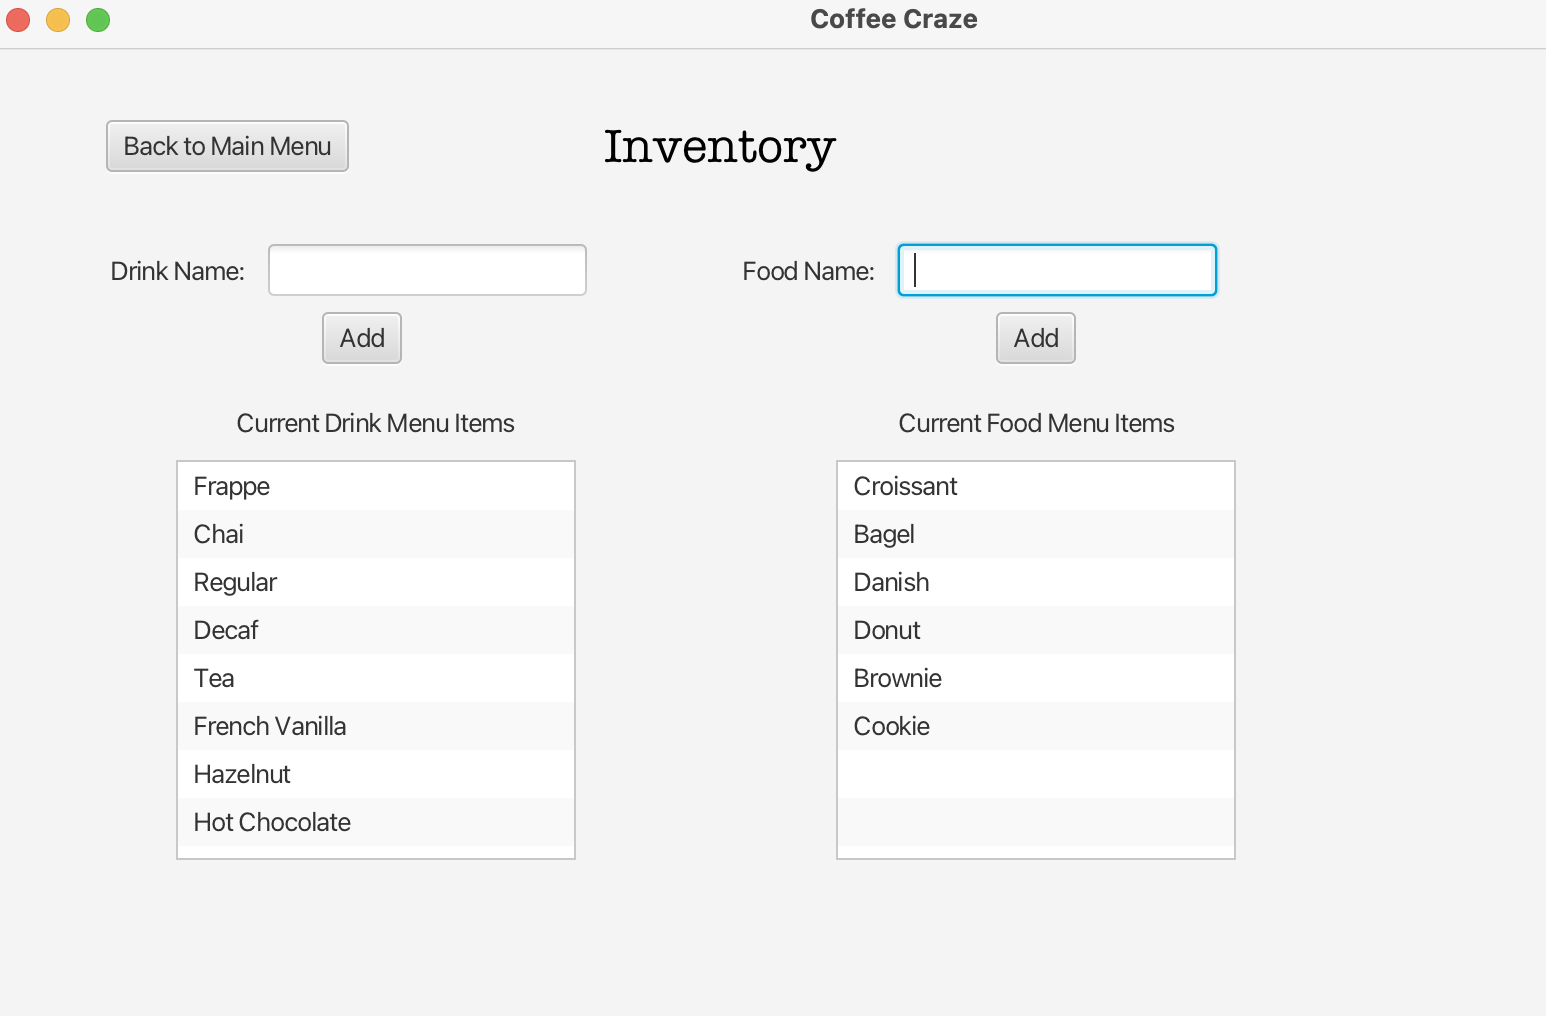 Coffee Craze
Back to Main Menu
Inventory
Drink Name:
Food Name:
Add
Add
Current Drink Menu Items
Frappe
Chai
Regular
Decaf
Tea
French Vanilla
Hazelnut
Hot Chocolate
Current Food Menu Items
Croissant
Bagel
Danish
Donut
Brownie
Cookie